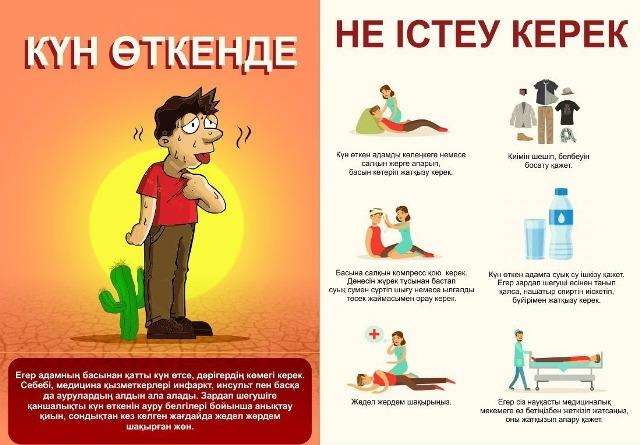 КҮН ӨТКЕНДЕ
Егер адамның басынан қатты күн өтсе, дәрігердің көмегі керек.
Себебі, медицина қызметкерлері инфаркт, инсульт пен басқа
да аурулардың алдын ала алады. Зардап шегушіге
қаншалықты күн өткенін ауру белгілері бойынша анықтау
қиын, сондықтан кез келген жағдайда жедел жәрдем
шақырған жөн.
НЕ ІСТЕУ КЕРЕК
Күн өткен адамды көлеңкеге немесе
салқын жерге апарып,
басын көтеріп жатқызу керек.
Киімін шешіп, белбеуін
босату қажет.
Басына салқын компресс қою керек.
Денесін жүрек тұсынан бастап
суық сумен сүртіп шығу немесе ылғалды
төсек жаймасымен орау керек.
Күн өткен адамға суық су ішкізу қажет.
Егер зардап шегуші есінен танып
қалса, нашатыр спиртін иіскетіп,
бүйірімен жатқызу керек.
Жедел жәрдем шақырыңыз.
Егер сіз науқасты медициналық
мекемеге өз бетіңізбен жеткізіп жатсаңыз,
оны жатқызып апару қажет.